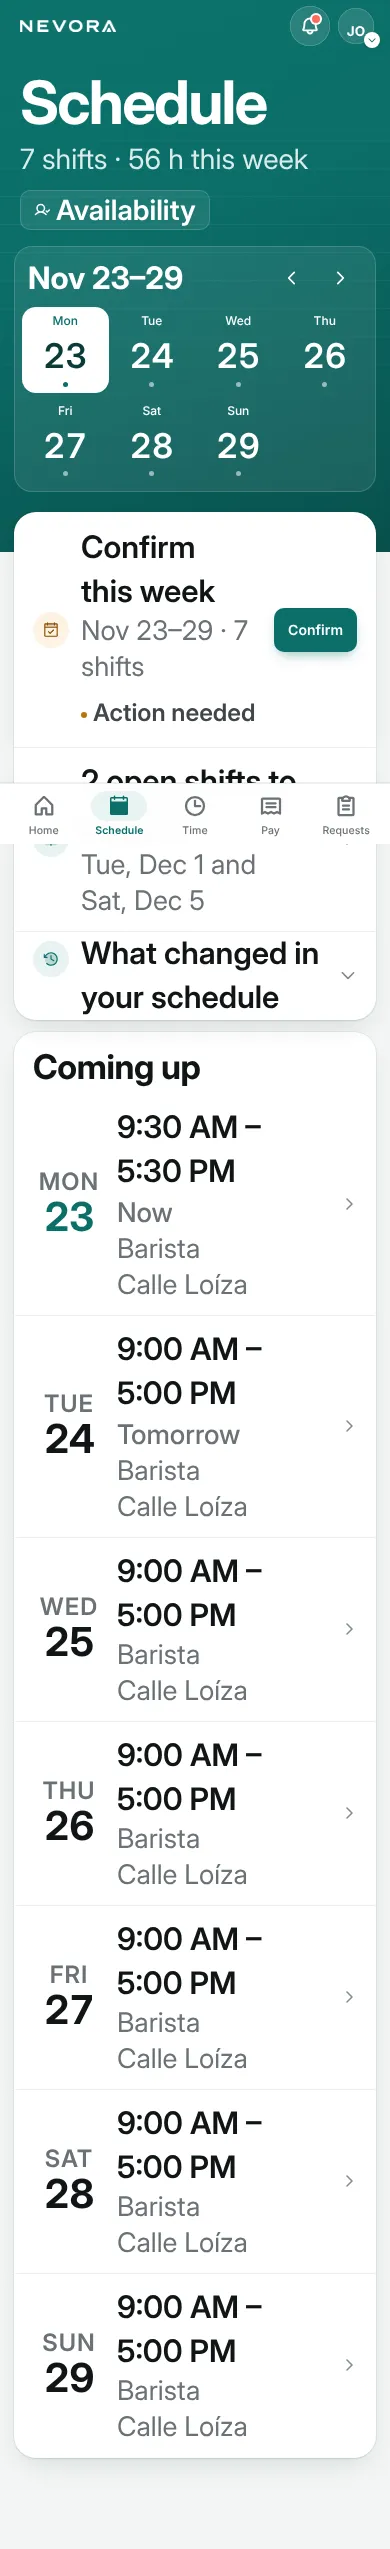 NEVORA
JO
Schedule
7 shifts · 56 h this week
Availability
Nov 23–29
Mon
Tue
Wed
Thu
23
24
25
26
Fri
Sat
Sun
27
28
29
Confirm
this week
Nov 23–29 · 7
shifts
Confirm
Action needed
2 open shifts to
Home
Schedule
Time
Pay
Requests
Tue, Dec 1 and
Sat, Dec 5
What changed in
your schedule
Coming up
MON
23
9:30 AM –
5:30 PM
Now
Barista
Calle Loíza
TUE
24
9:00 AM –
5:00 PM
Tomorrow
Barista
Calle Loíza
WED
25
9:00 AM –
5:00 PM
Barista
Calle Loíza
THU
26
9:00 AM –
5:00 PM
Barista
Calle Loíza
FRI
27
9:00 AM –
5:00 PM
Barista
Calle Loíza
SAT
28
9:00 AM –
5:00 PM
Barista
Calle Loíza
SUN
29
9:00 AM –
5:00 PM
Barista
Calle Loíza